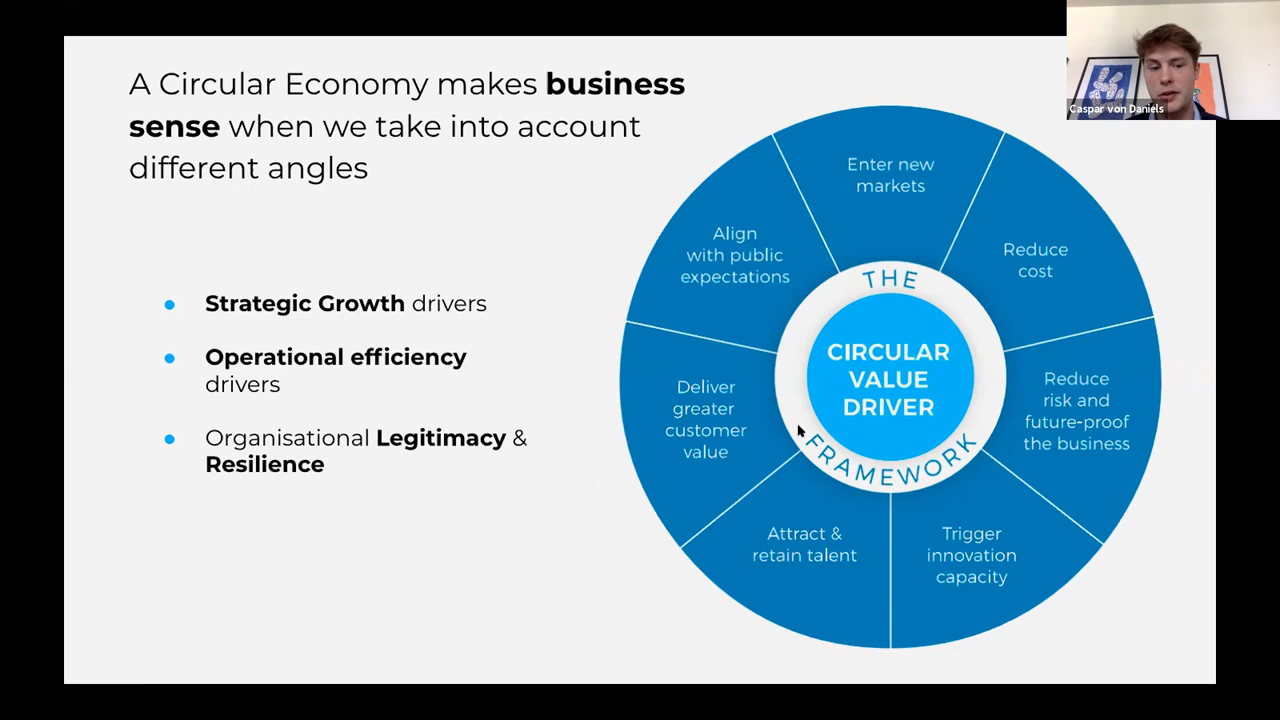 A Circular Economy makes business
sense when we take into account
different angles
Strategic Growth drivers
Operational efficiency
drivers
Organisational Legitimacy &
Resilience
Caspar von Daniels
Enter new
markets
Reduce
cost
Reduce
risk and
future-proof
the business
Trigger
innovation
capacity
Attract &
retain talent
Deliver
greater
customer
value
Align
with public
expectations
THE
CIRCULAR
VALUE
DRIVER
FRAMEWORK